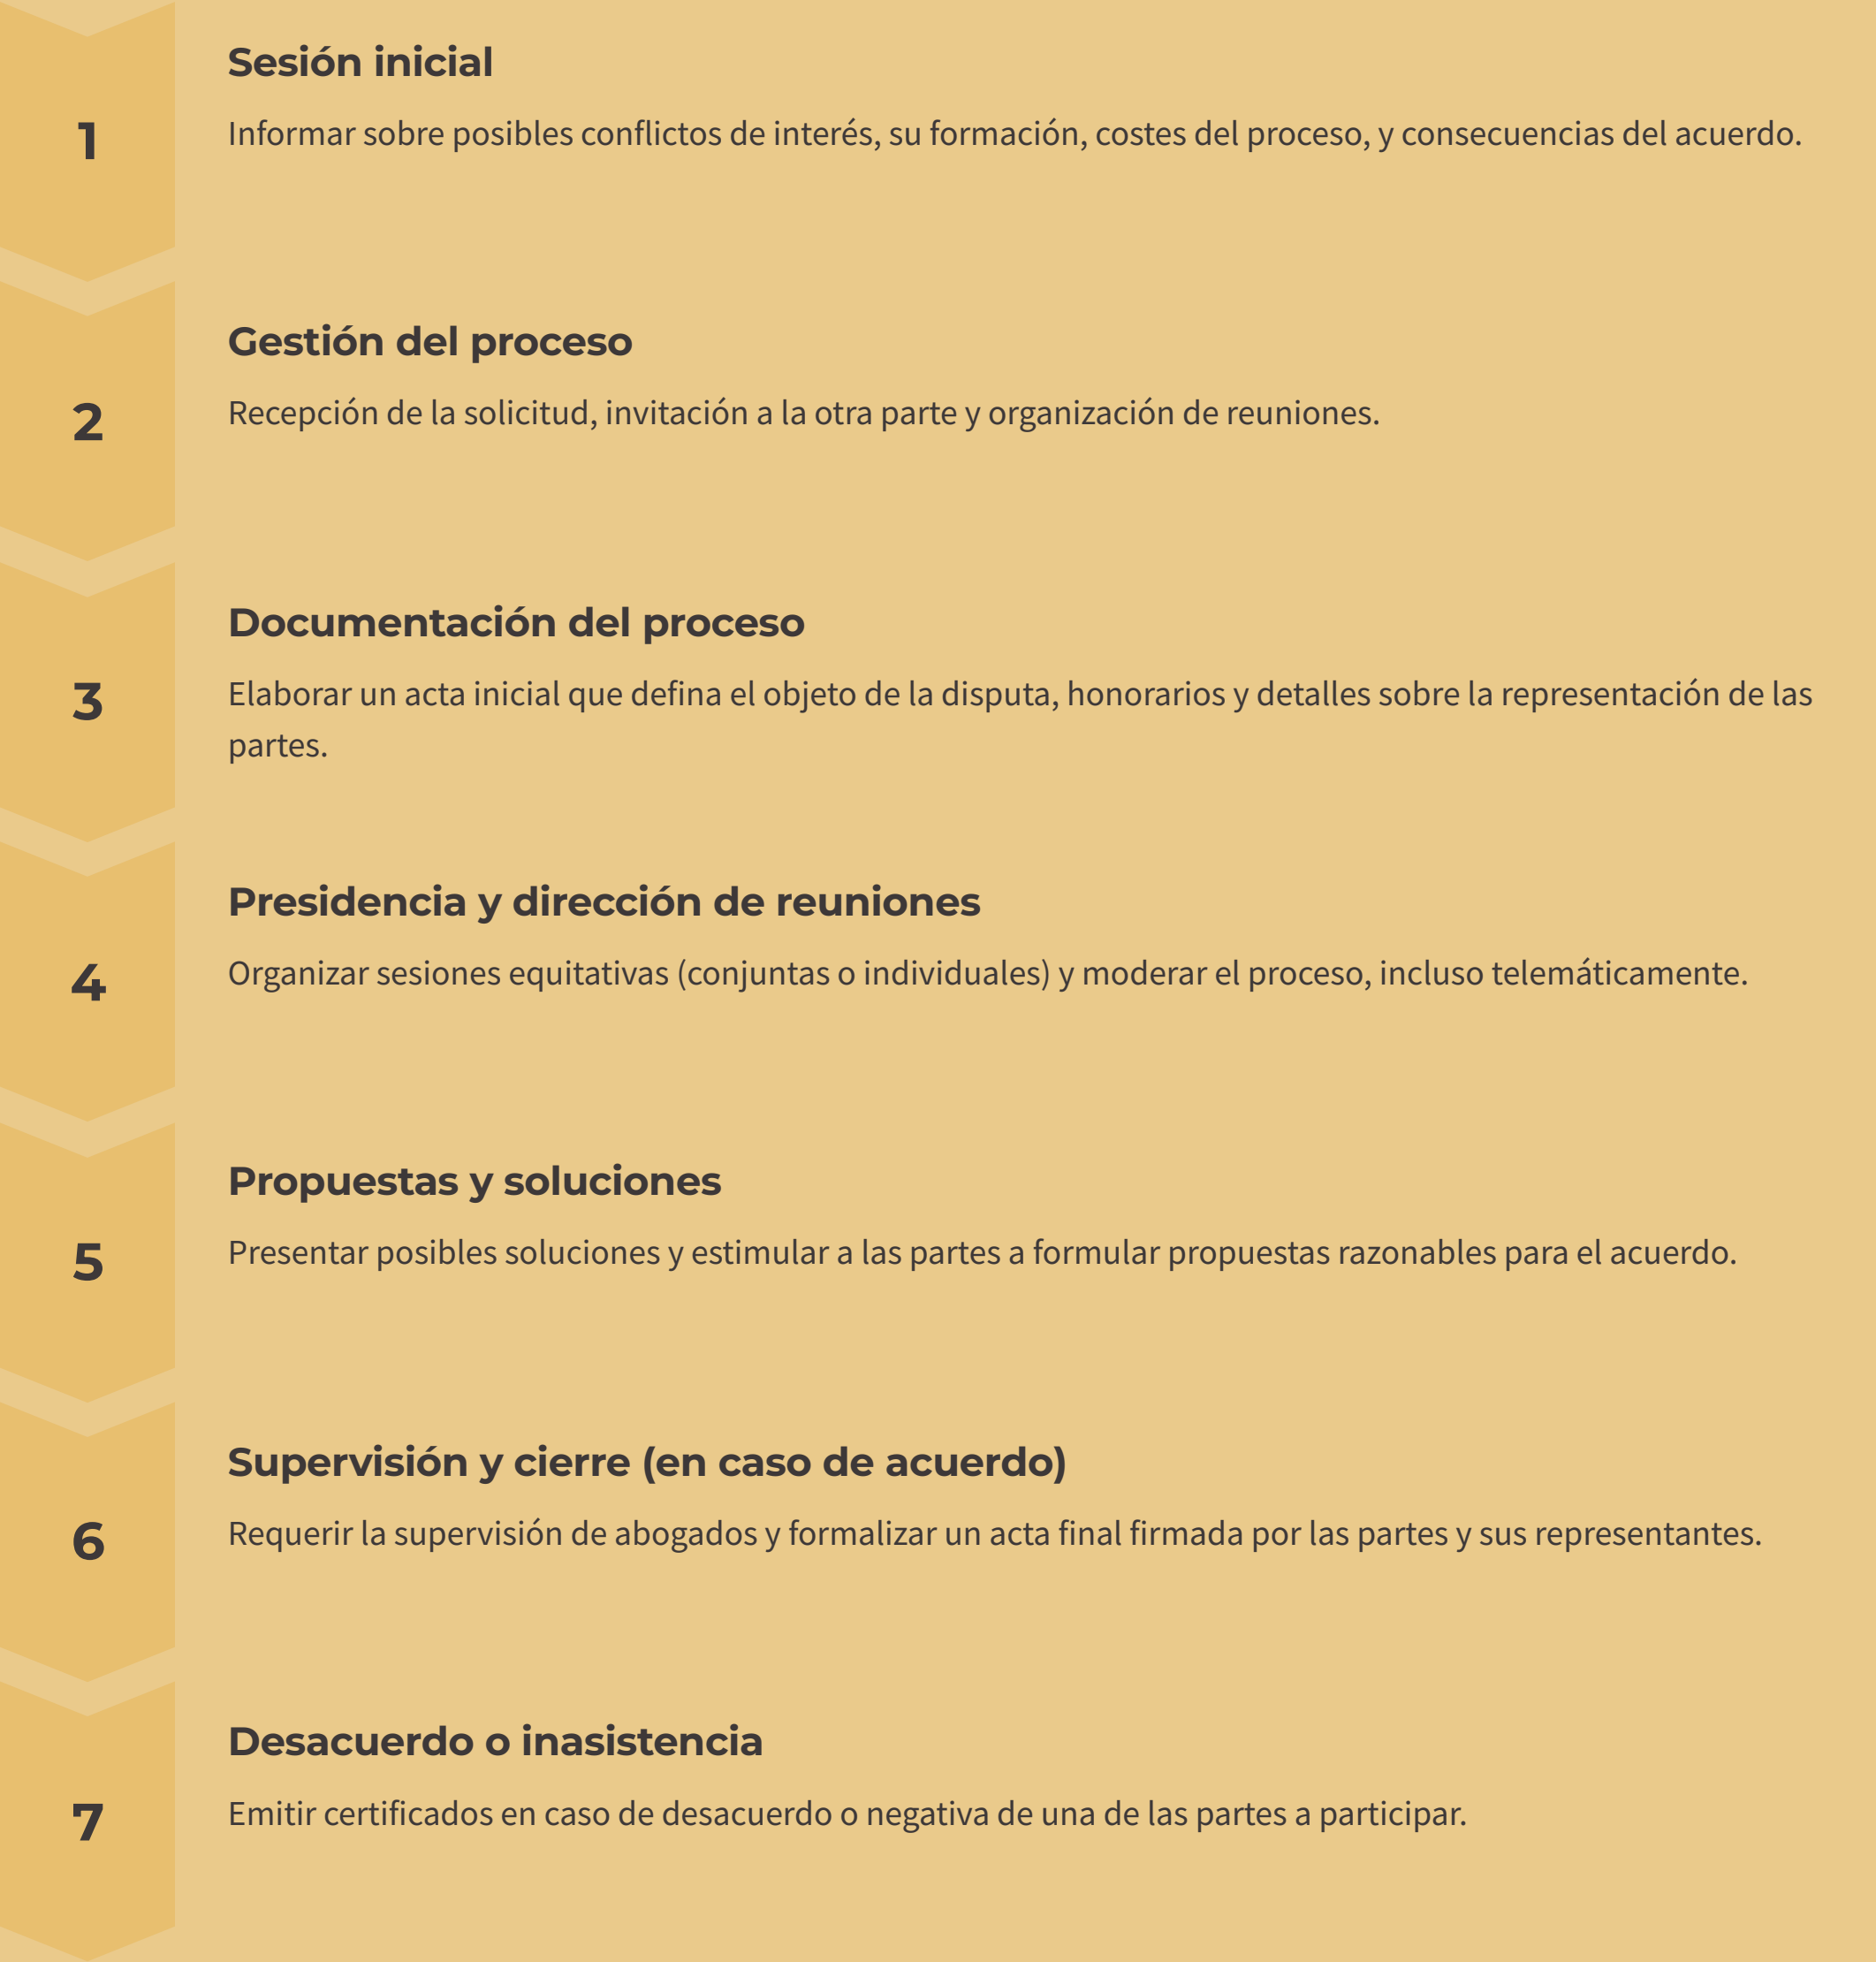 Sesión inicial
1
Informar sobre posibles conflictos de interés, su formación, costes del proceso, y consecuencias del acuerdo.
Gestión del proceso
2
Recepción de la solicitud, invitación a la otra parte y organización de reuniones.
Documentación del proceso
3
Elaborar un acta inicial que defina el objeto de la disputa, honorarios y detalles sobre la representación de las
partes.
Presidencia y dirección de reuniones
4
Organizar sesiones equitativas (conjuntas o individuales) y moderar el proceso, incluso telemáticamente.
Propuestas y soluciones
5
Presentar posibles soluciones y estimular a las partes a formular propuestas razonables para el acuerdo.
Supervisión y cierre (en caso de acuerdo)
6
Requerir la supervisión de abogados y formalizar un acta final firmada por las partes y sus representantes.
Desacuerdo o inasistencia
7
Emitir certificados en caso de desacuerdo o negativa de una de las partes a participar.